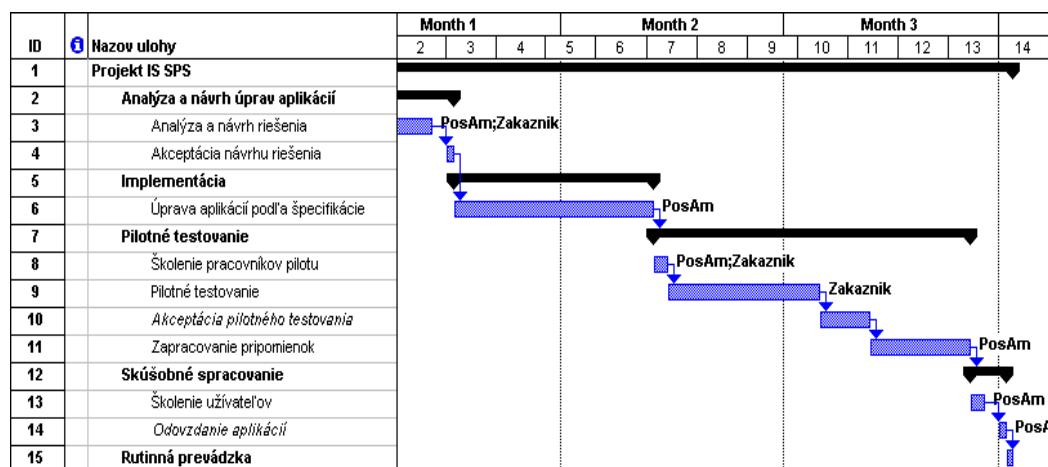 Month 1 Month 2 Month 3
ID Nazov ulohy 2 3 4 5 6 7 8 9 10 11 12 13 14
1 Projekt IS SPS
2 Analýza a návrh úprav aplikácií
3 Analýza a návrh riešenia PosAm;Zakaznik
4 Akceptácia návrhu riešenia
5 Implementácia
6 Úprava aplikácií podľa špecifikácie PosAm
7 Pilotné testovanie
8 Školenie pracovníkov pilotu PosAm;Zakaznik
9 Pilotné testovanie Zakaznik
10 Akceptácia pilotného testovania
11 Zapracovanie pripomienok PosAm
12 Skúšobné spracovanie
13 Školenie užívateľov PosAm
14 Odovzdanie aplikácií PosA
15 Rutinná prevádzka